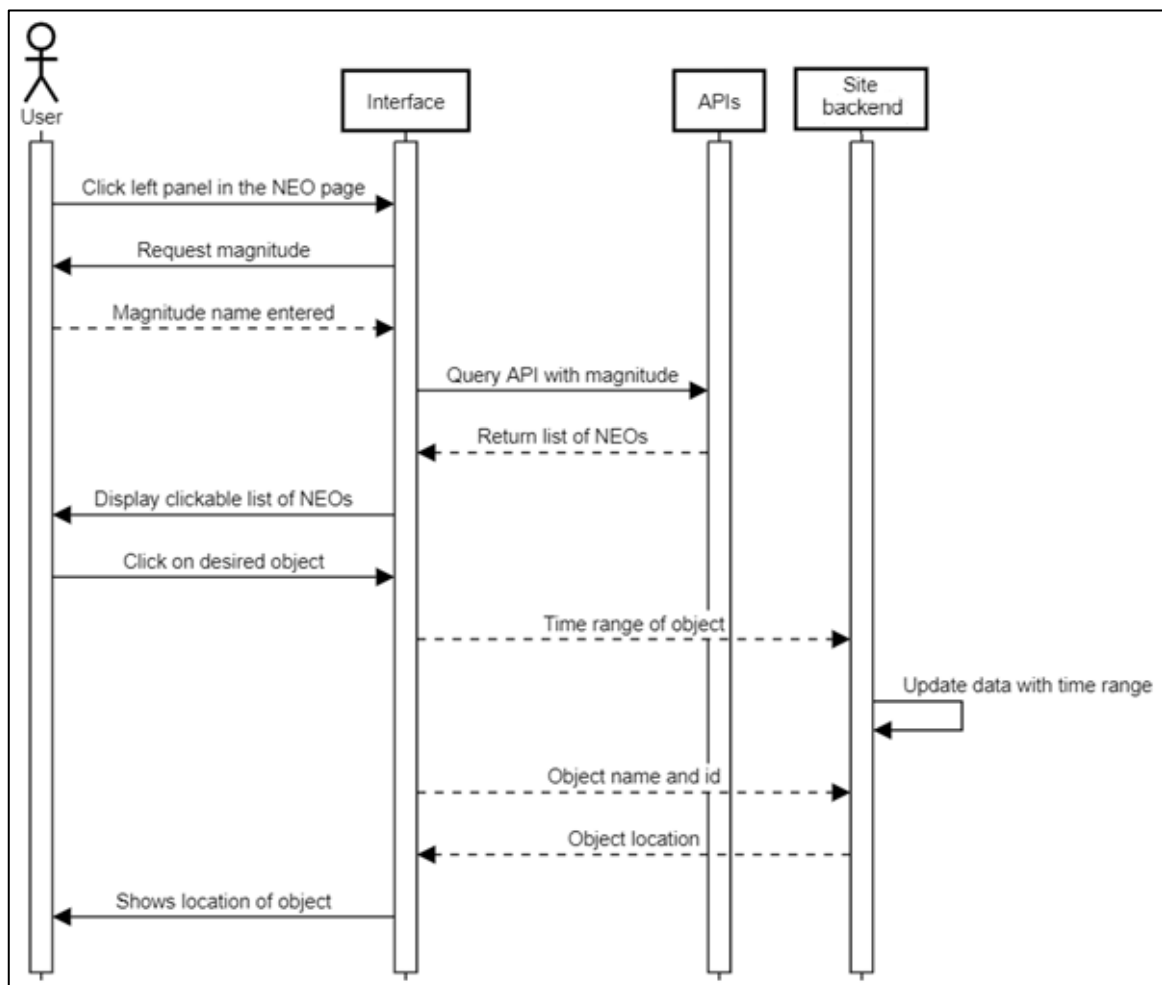 User
Interface
APIs
Site
backend
Click left panel in the NEO page
Request magnitude
Magnitude name entered
Query API with magnitude
Return list of NEOs
Display clickable list of NEOs
Click on desired object
Time range of object
Update data with time range
Object name and id
Object location
Shows location of object